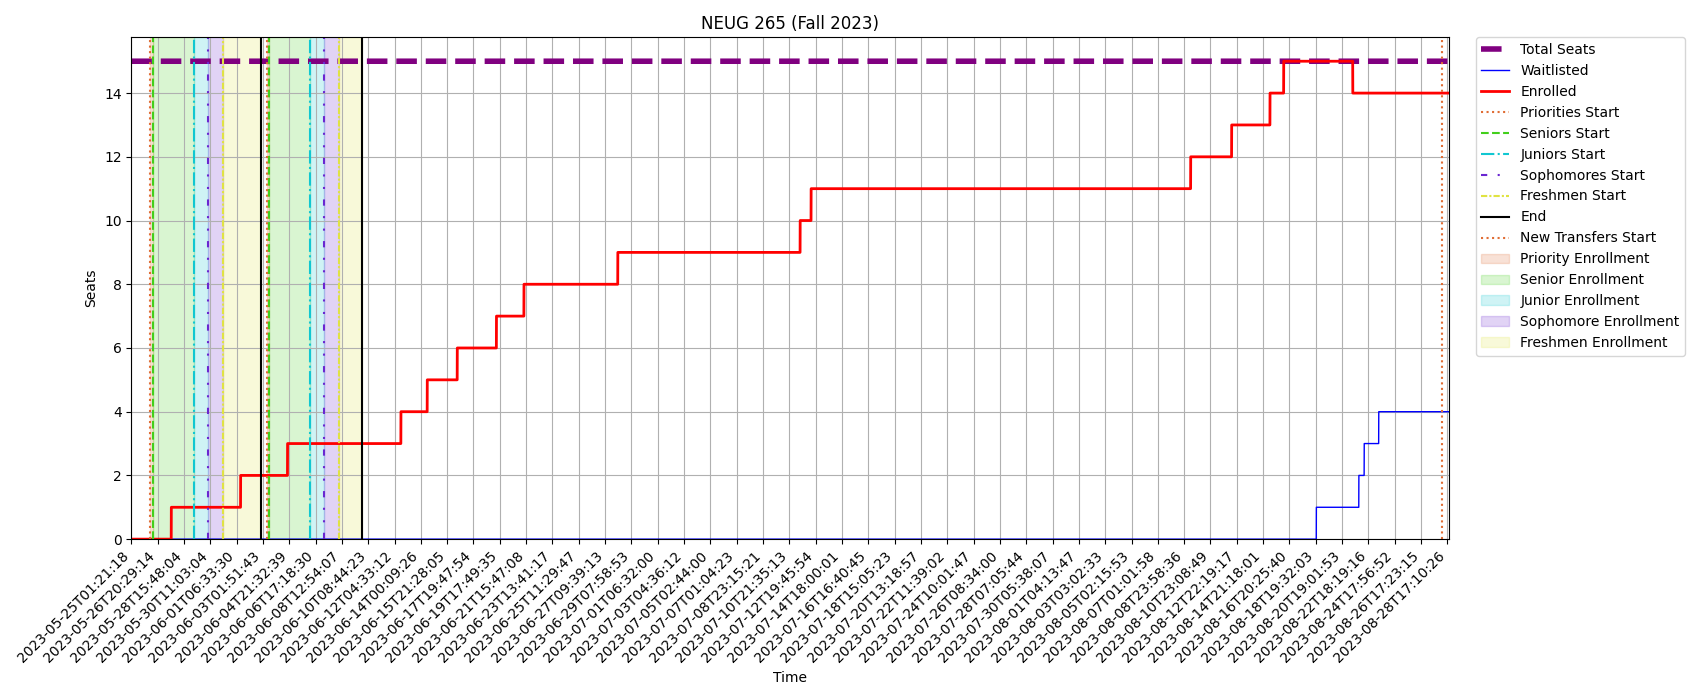 NEUG 265 (Fall 2023)
Seats
14
12
10
8
6
4
2
0
2023-05-25T01:21:18
2023-05-26T20:29:14
2023-05-28T15:48:04
2023-05-30T11:03:04
2023-06-01T06:33:30
2023-06-03T01:51:43
2023-06-04T21:32:39
2023-06-06T17:18:30
2023-06-08T12:54:07
2023-06-10T08:44:23
2023-06-12T04:33:12
2023-06-14T00:09:26
2023-06-15T21:28:05
2023-06-17T19:47:54
2023-06-19T17:49:35
2023-06-21T15:47:08
2023-06-23T13:41:17
2023-06-25T11:29:47
2023-06-27T09:39:13
2023-06-29T07:58:53
2023-07-01T06:32:00
2023-07-03T04:36:12
2023-07-05T02:44:00
2023-07-07T01:04:23
2023-07-08T23:15:21
2023-07-10T21:35:13
2023-07-12T19:45:54
2023-07-14T18:00:01
2023-07-16T16:40:45
2023-07-18T15:05:23
2023-07-20T13:18:57
2023-07-22T11:39:02
2023-07-24T10:01:47
2023-07-26T08:34:00
2023-07-28T07:05:44
2023-07-30T05:38:07
2023-08-01T04:13:47
2023-08-03T03:02:33
2023-08-05T02:15:53
2023-08-07T01:01:58
2023-08-08T23:58:36
2023-08-10T23:08:49
2023-08-12T22:19:17
2023-08-14T21:18:01
2023-08-16T20:25:40
2023-08-18T19:32:03
2023-08-20T19:01:53
2023-08-22T18:19:16
2023-08-24T17:56:52
2023-08-26T17:23:15
2023-08-28T17:10:26
Time
Total Seats
Waitlisted
Enrolled
Priorities Start
Seniors Start
Juniors Start
Sophomores Start
Freshmen Start
End
New Transfers Start
Priority Enrollment
Senior Enrollment
Junior Enrollment
Sophomore Enrollment
Freshmen Enrollment